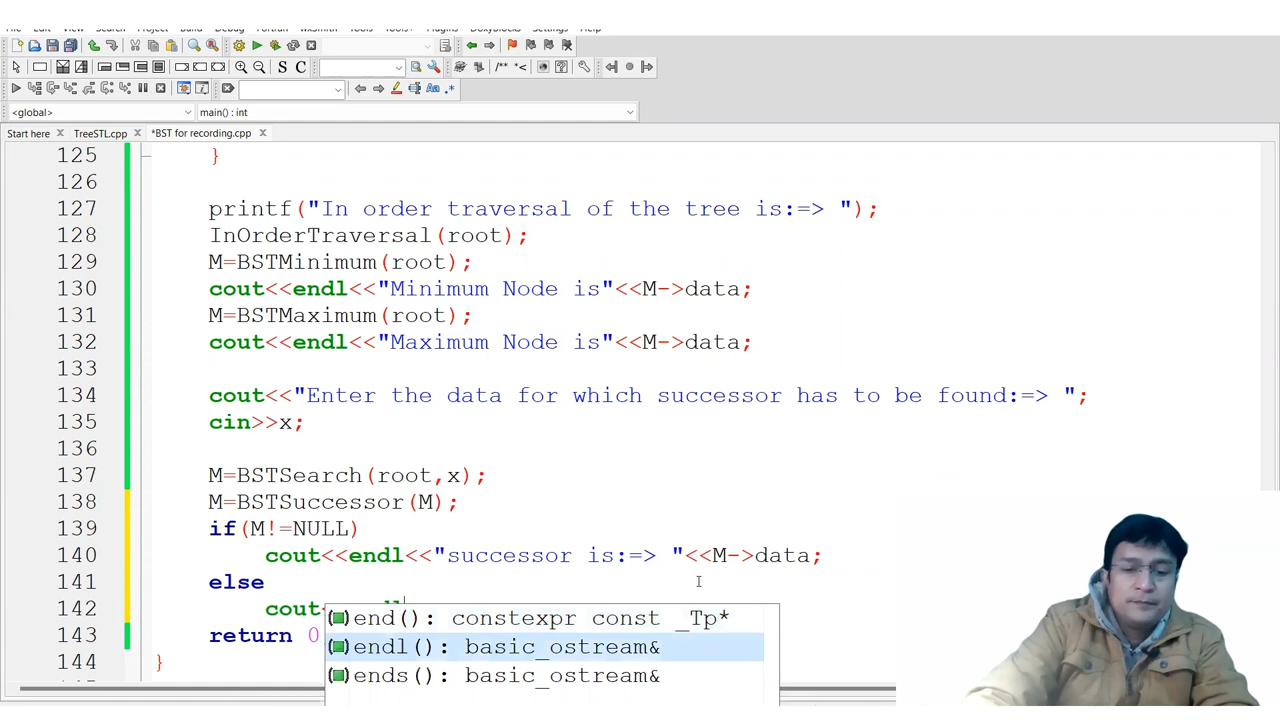 <global>
main() : int
Start here
TreeSTL.cpp
*BST for recording.cpp
125 }
126
127 printf("In order traversal of the tree is:=> ");
128 InOrderTraversal(root);
129 M=BSTMinimum(root);
130 cout<<endl<<"Minimum Node is"<<M->data;
131 M=BSTMaximum(root);
132 cout<<endl<<"Maximum Node is"<<M->data;
133
134 cout<<"Enter the data for which successor has to be found:=> ";
135 cin>>x;
136
137 M=BSTSearch(root,x);
138 M=BSTSuccessor(M);
139 if(M!=NULL)
140 cout<<endl<<"successor is:=> "<<M->data;
141 else
142 cout<
end(): constexpr const _Tp*
143 return 0
endl(): basic_ostream&
144 }
ends(): basic_ostream&